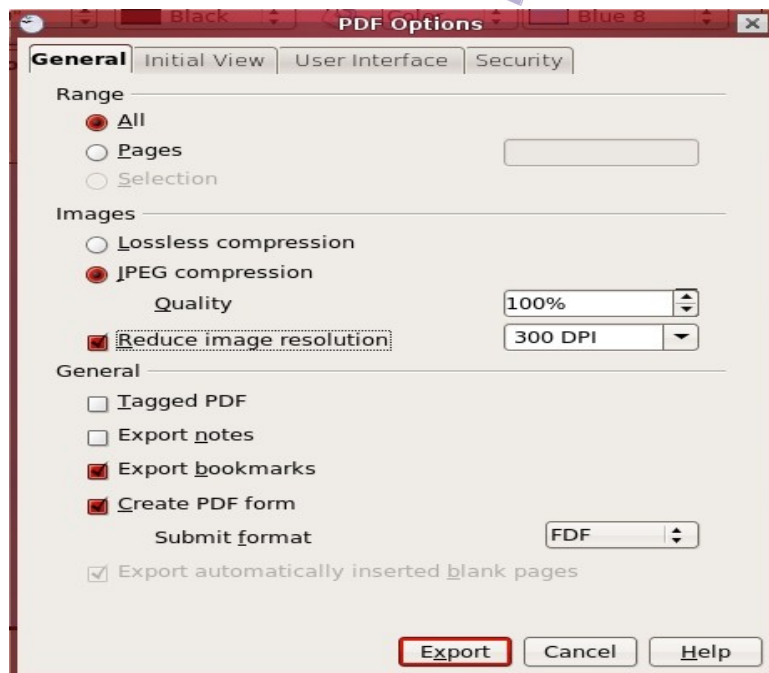 Black Color Blue 8
PDF Options
General Initial View User Interface Security
Range
All
Pages
Selection
Images
Lossless compression
JPEG compression
Quality 100%
Reduce image resolution 300 DPI
General
Tagged PDF
Export notes
Export bookmarks
Create PDF form
Submit format FDF
Export automatically inserted blank pages
Export Cancel Help